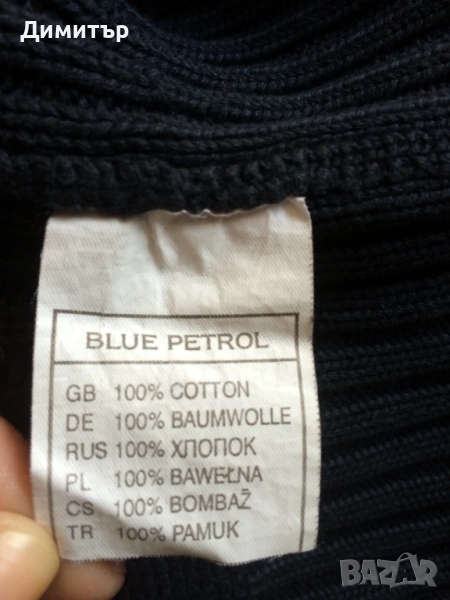 Димитър
BLUE PETROL
GB 100% COTTON
DE 100% BAUMWOLLE
RUS 100% ХЛОПОК
PL 100% BAWEŁNA
CS 100% BOMBAŽ
TR 100% PAMUK
BAZAR